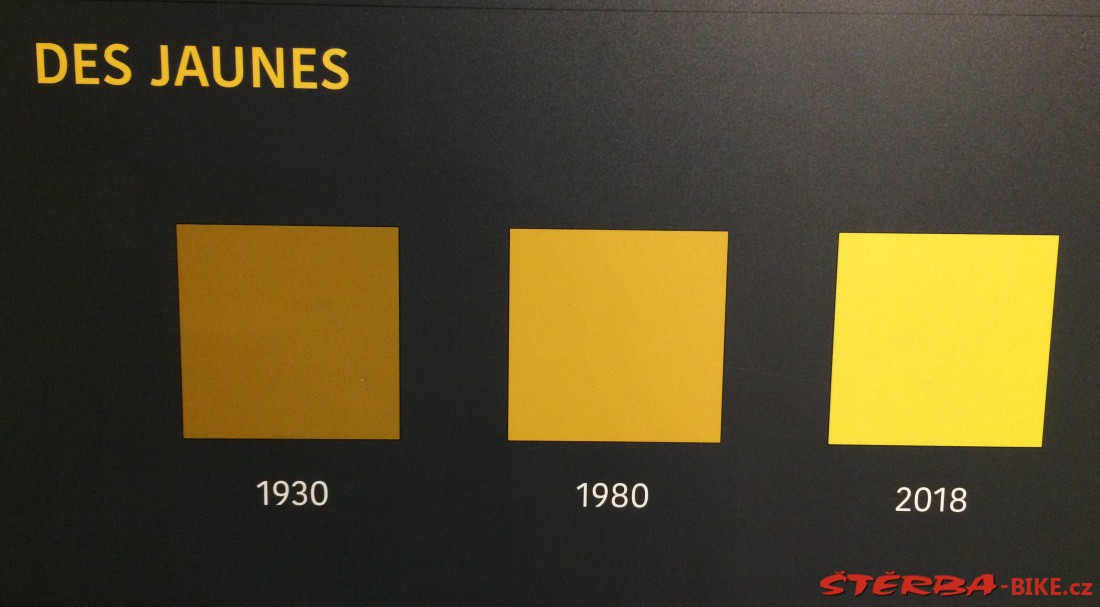 DES JAUNES
1930
1980
2018
ŠTĚRBA-BIKE.cz